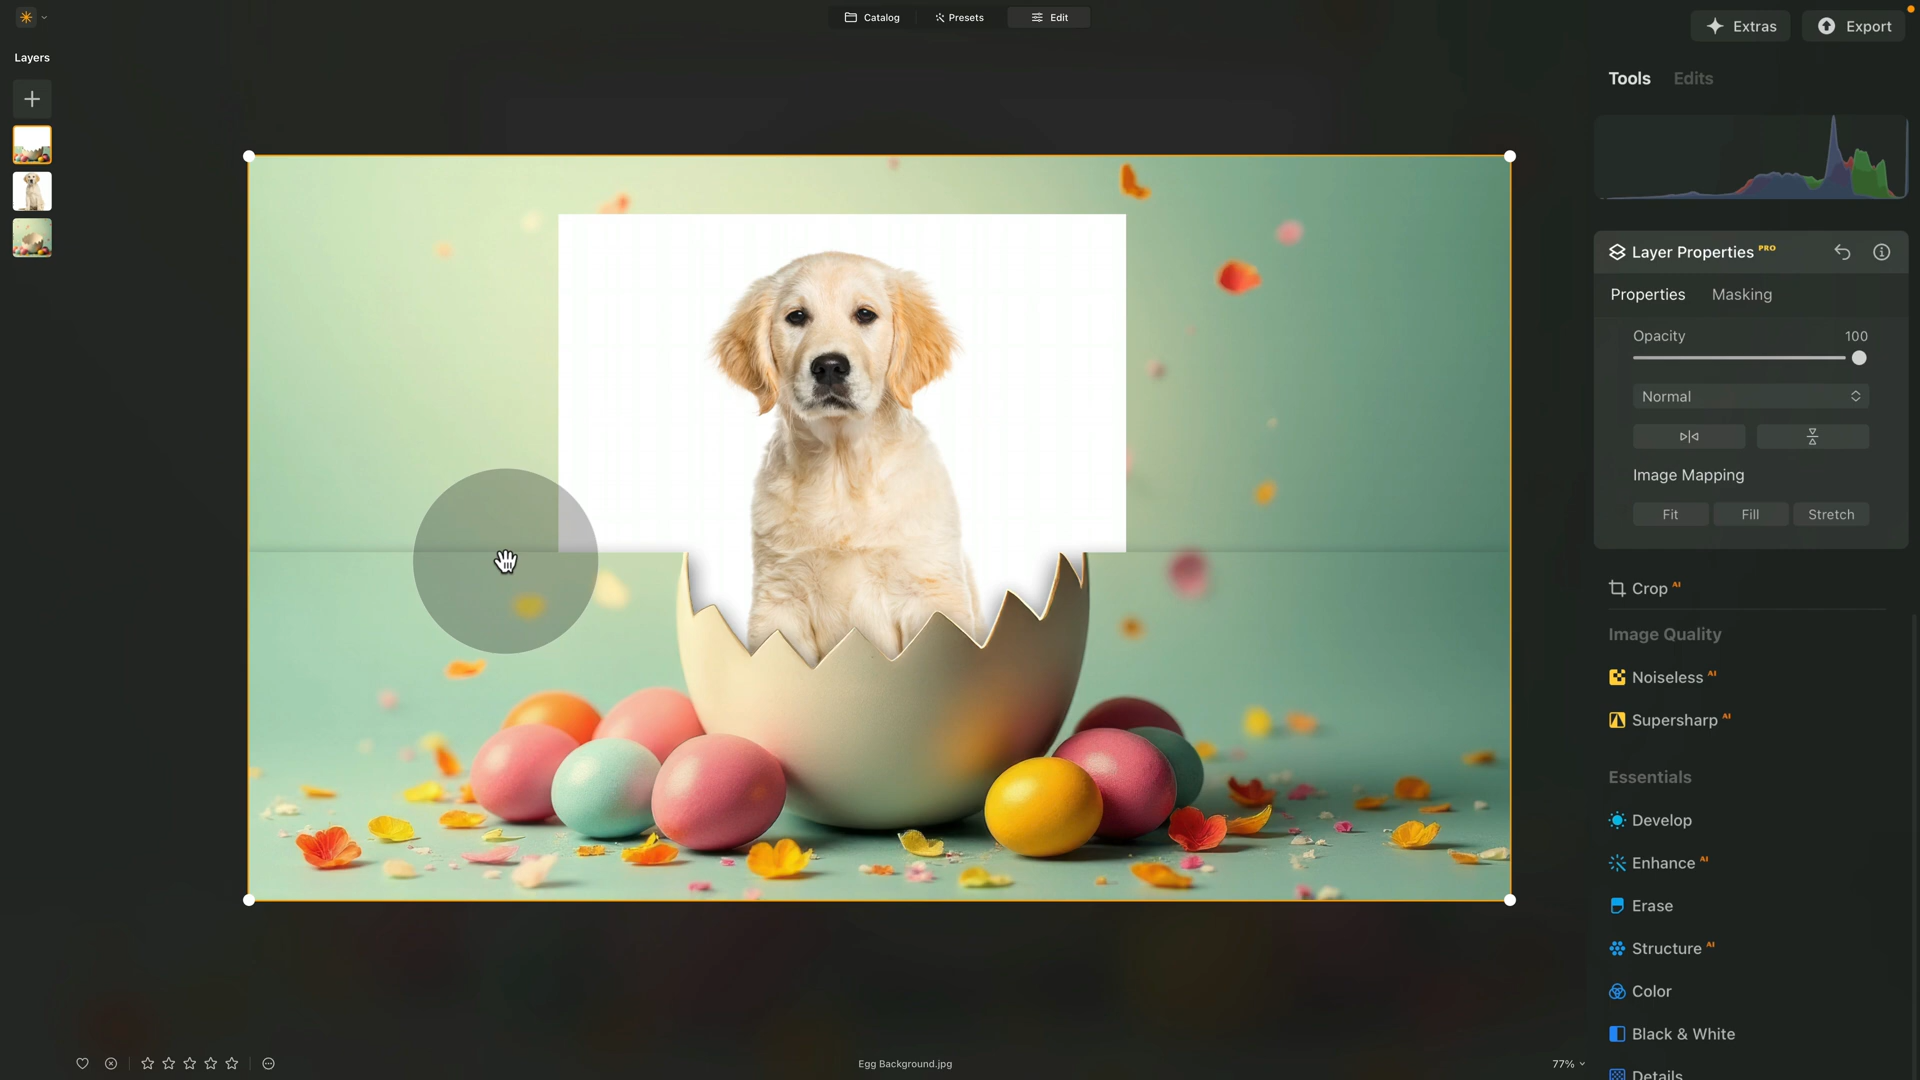 Catalog
Presets
Edit
Extras
Export
Layers
Tools
Edits
Layer Properties PRO
Properties
Masking
Opacity
100
Normal
Image Mapping
Fit
Fill
Stretch
Crop AI
Image Quality
Noiseless AI
Supersharp AI
Essentials
Develop
Enhance AI
Erase
Structure AI
Color
Black & White
Details
Egg Background.jpg
77%